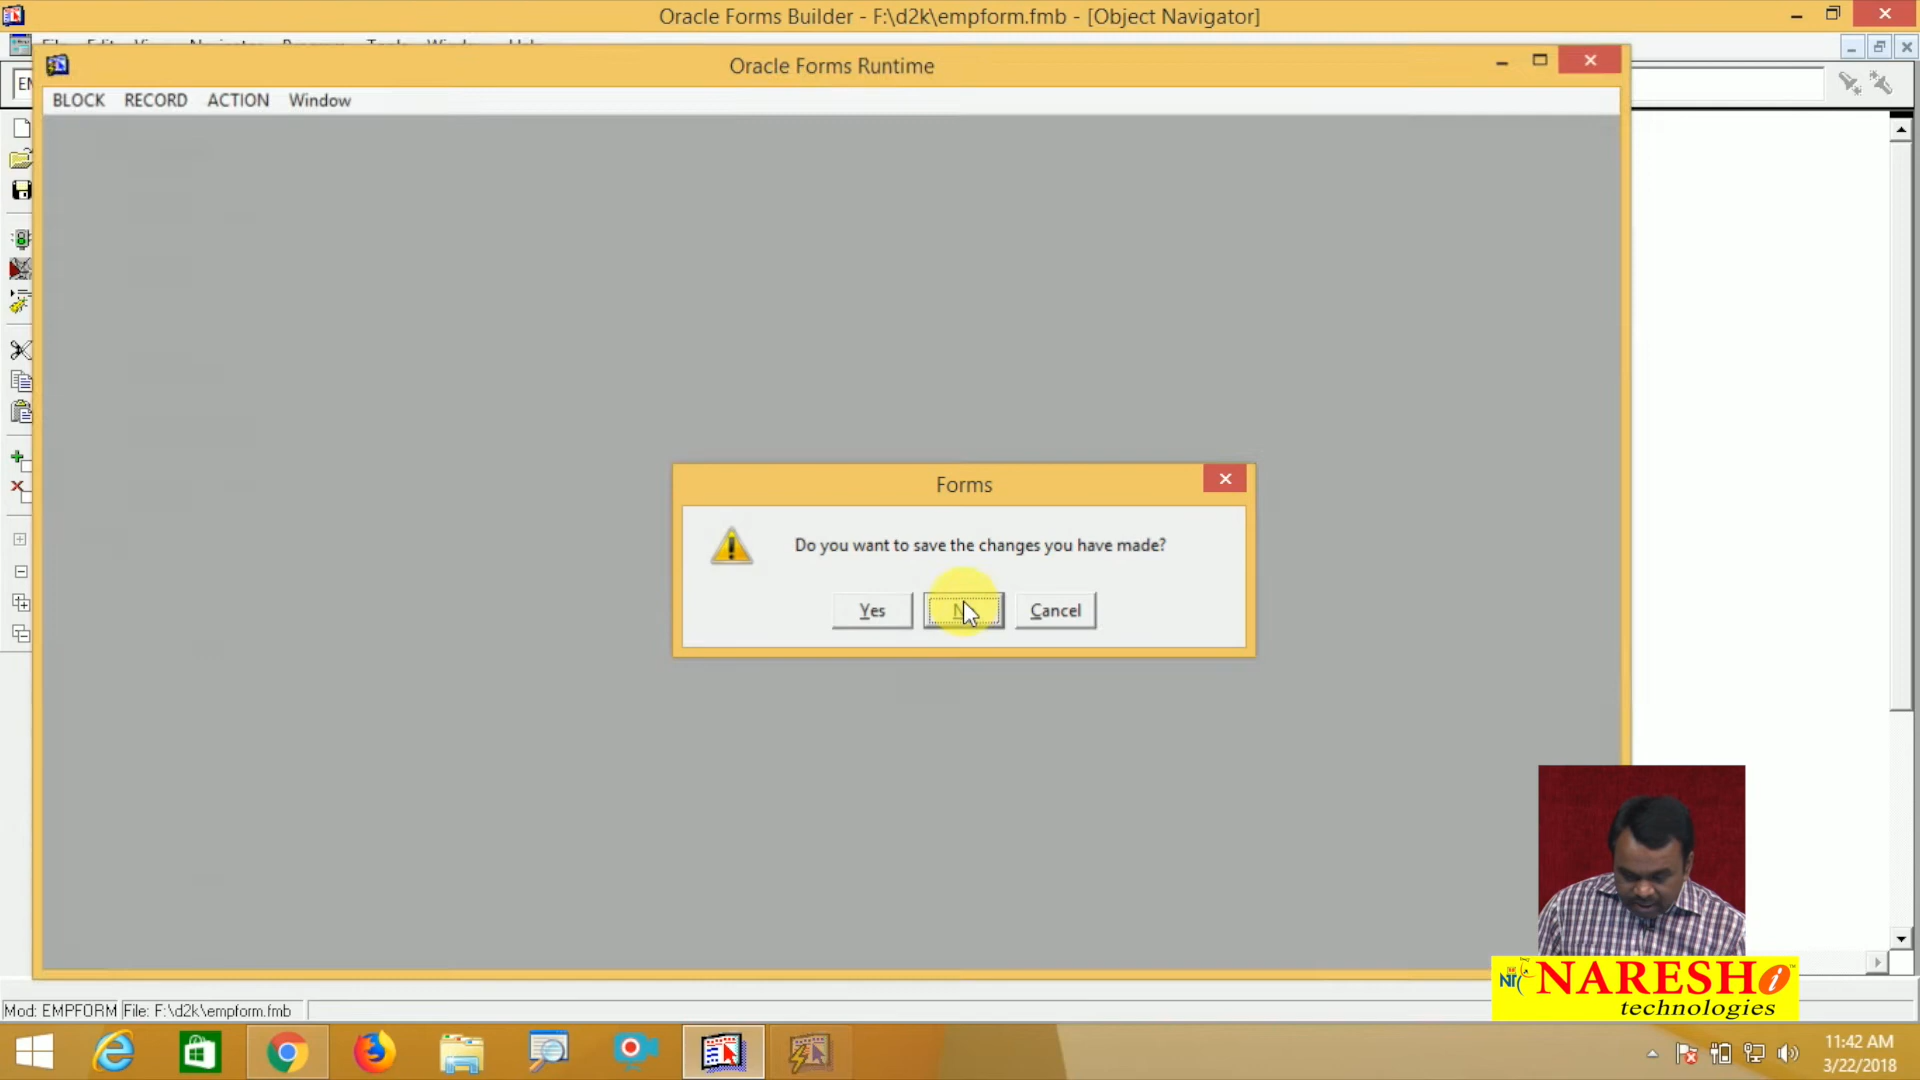 Oracle Forms Builder - F:\d2k\empform.fmb - [Object Navigator]
Oracle Forms Runtime
BLOCK RECORD ACTION Window
Forms
Do you want to save the changes you have made?
Yes
Cancel
NARESH i
technologies
Mod: EMPFORM File: F:\d2k\empform.fmb
11:42 AM
3/22/2018